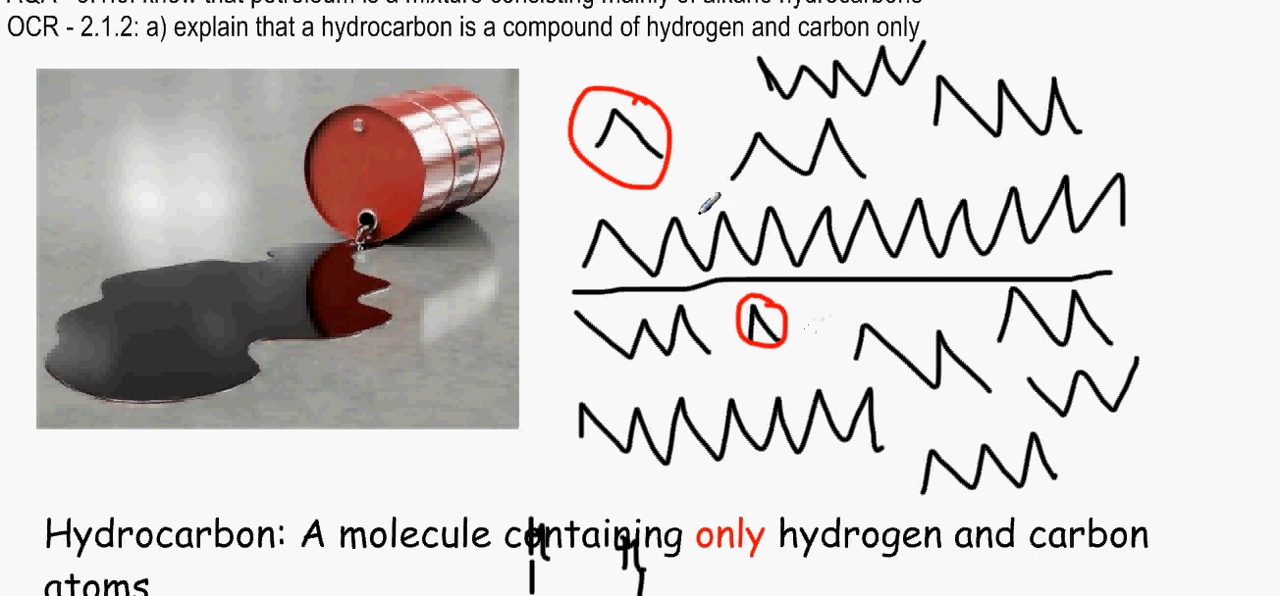 OCR - 2.1.2: a) explain that a hydrocarbon is a compound of hydrogen and carbon only
Hydrocarbon: A molecule containing only hydrogen and carbon
atoms